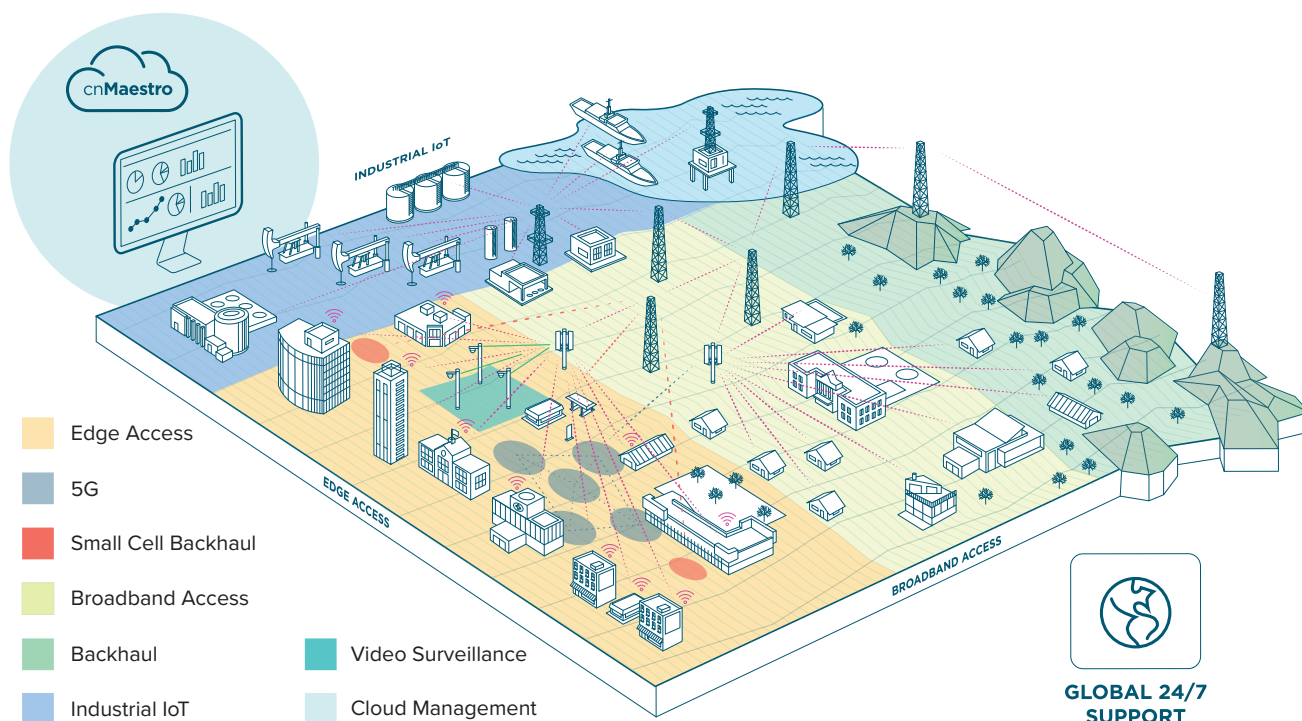 cnMaestro
INDUSTRIAL IoT
EDGE ACCESS
BROADBAND ACCESS
Edge Access
5G
Small Cell Backhaul
Broadband Access
Backhaul
Industrial IoT
Video Surveillance
Cloud Management
GLOBAL 24/7
SUPPORT